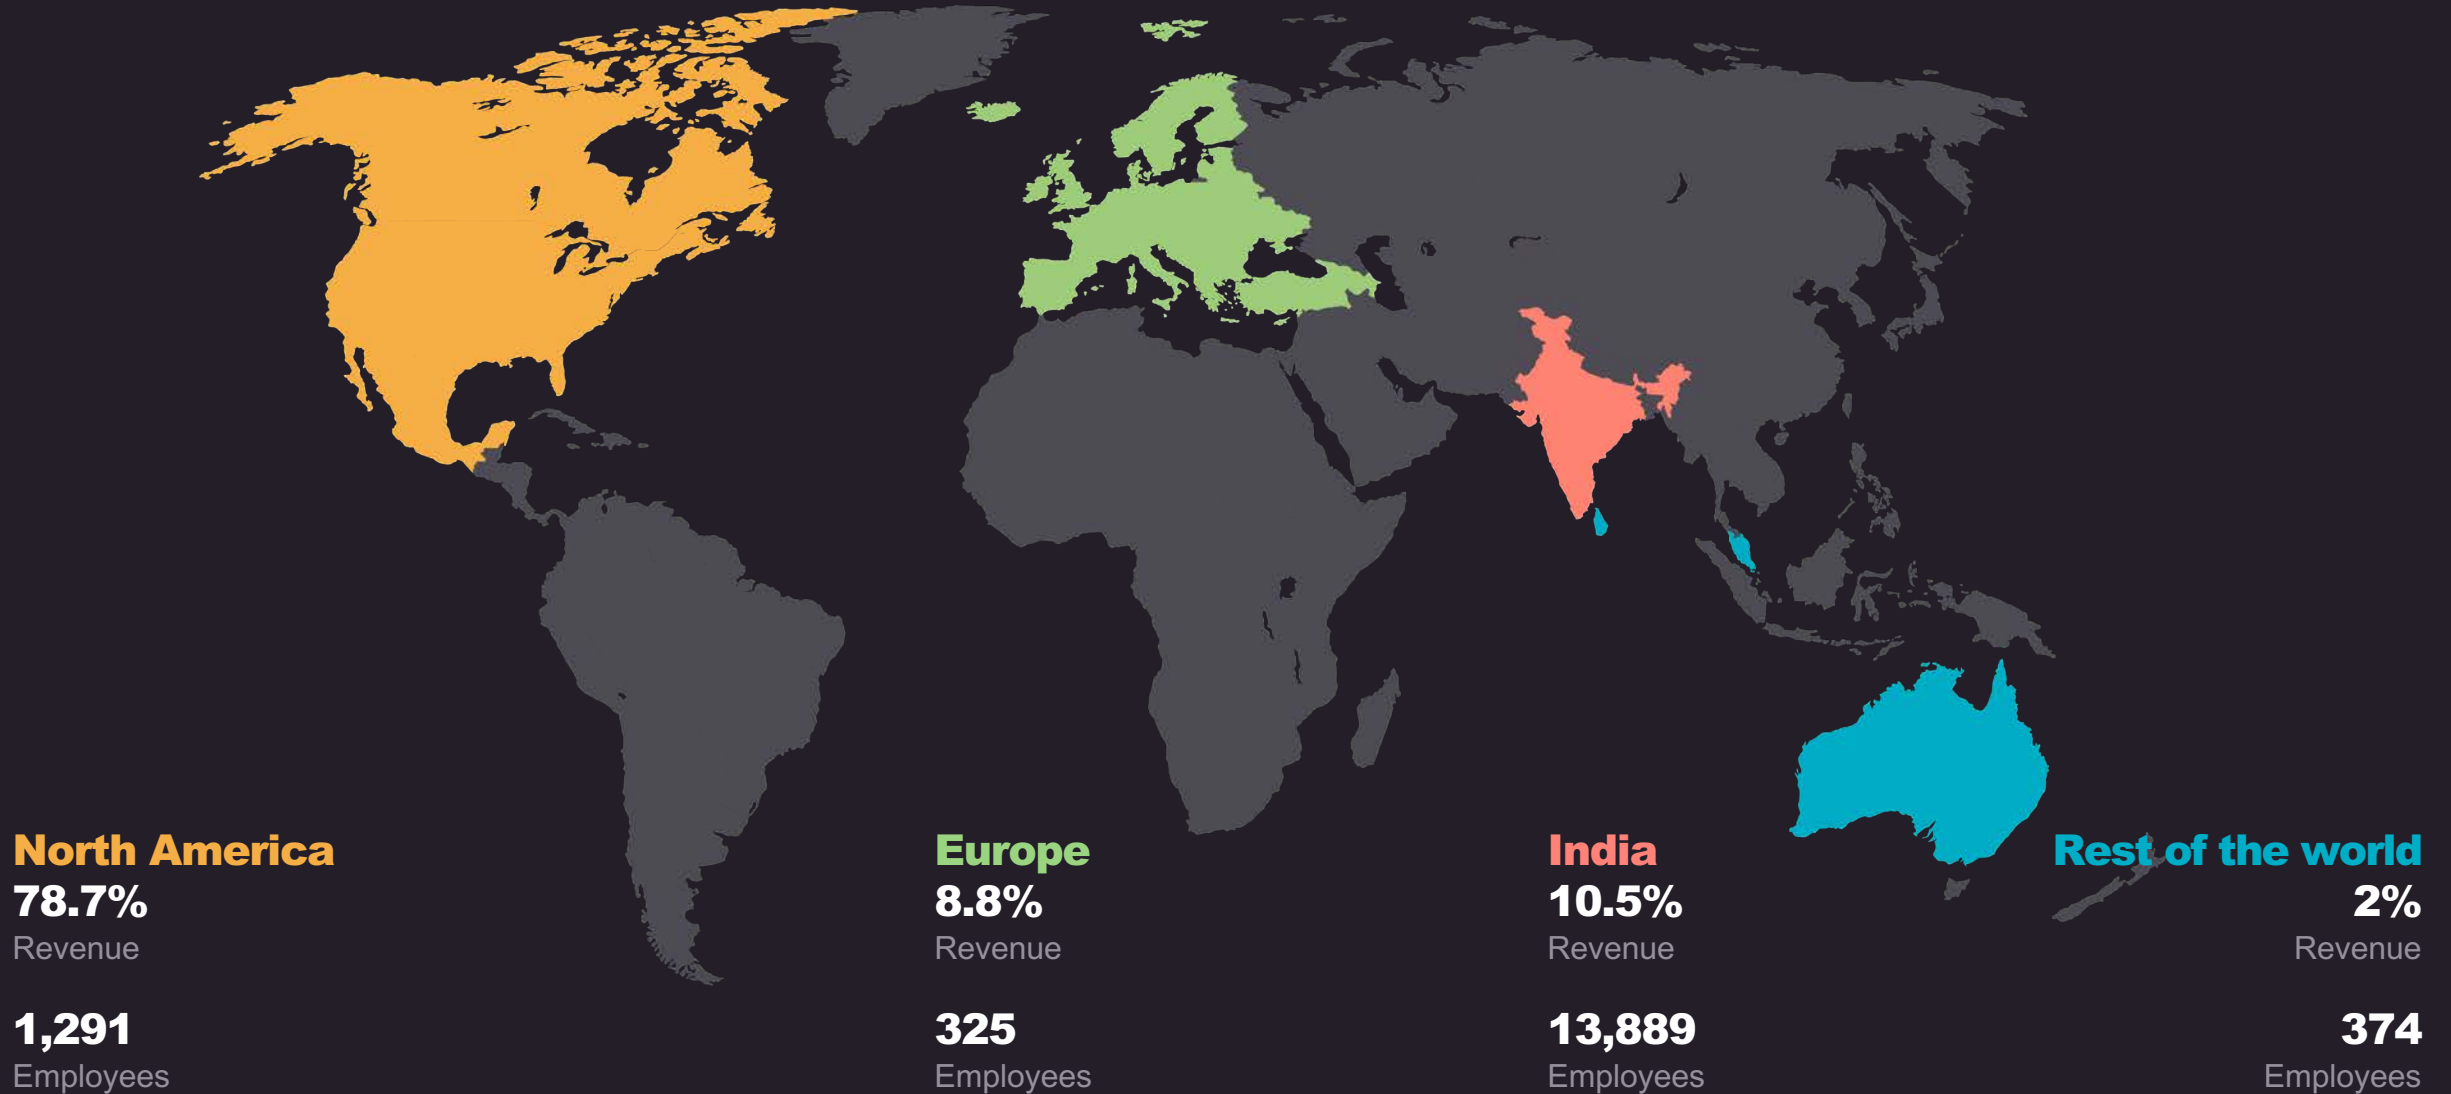 North America
78.7%
Revenue
1,291
Employees
Europe
8.8%
Revenue
325
Employees
India
10.5%
Revenue
13,889
Employees
Rest of the world
2%
Revenue
374
Employees